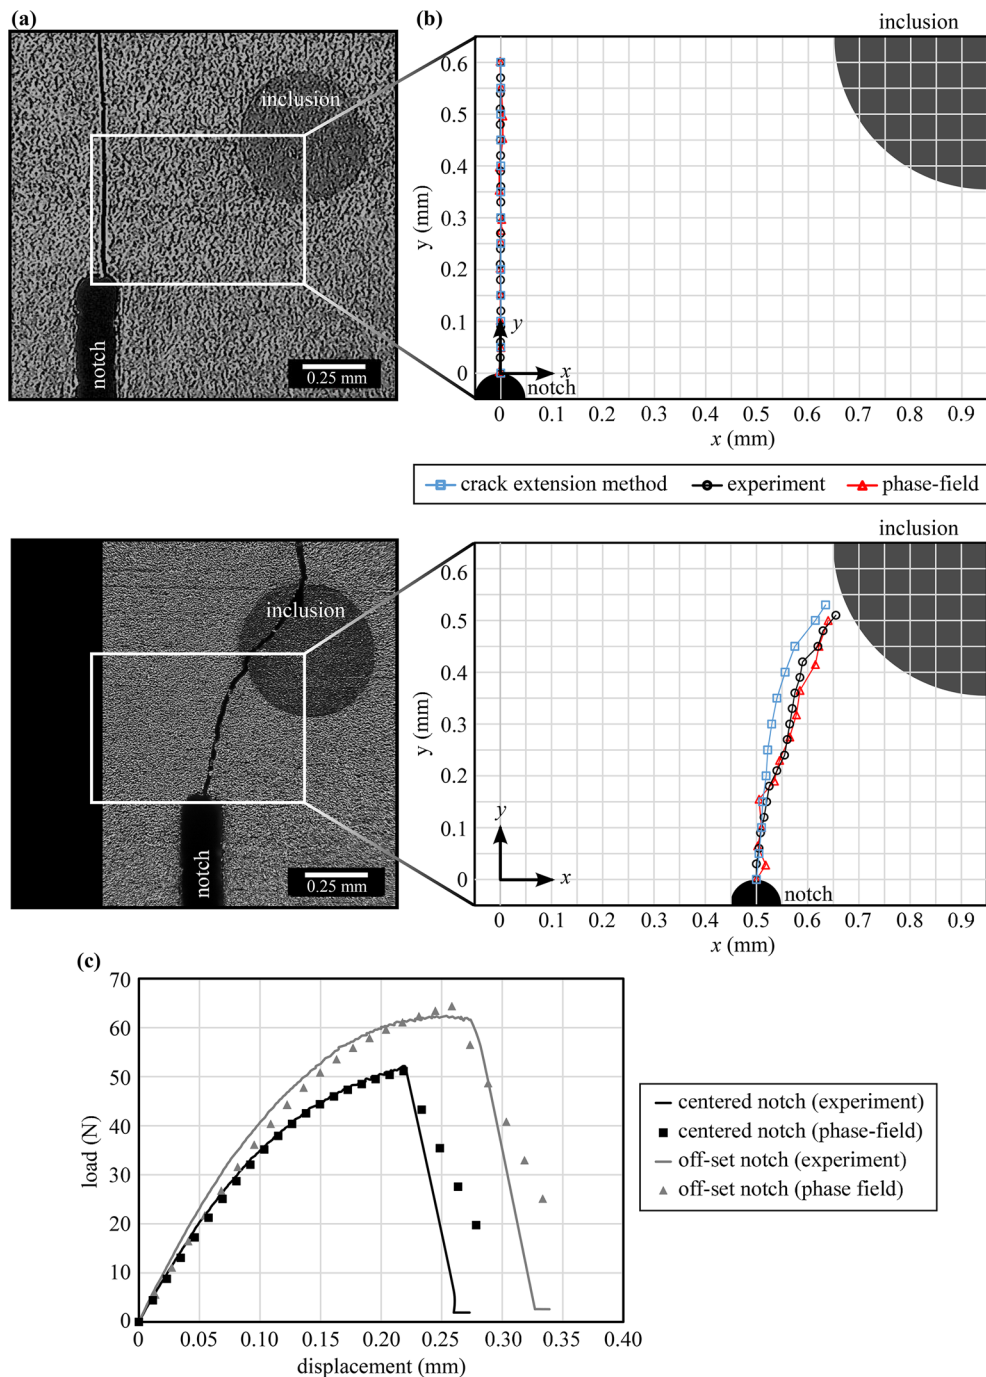 (a)
(b)
inclusion
inclusion
notch
0.25 mm
y (mm)
0.6
0.5
0.4
0.3
0.2
0.1
0
y
x
notch
0 0.1 0.2 0.3 0.4 0.5 0.6 0.7 0.8 0.9
x (mm)
crack extension method experiment phase-field
inclusion
inclusion
notch
0.25 mm
y (mm)
0.6
0.5
0.4
0.3
0.2
0.1
0
y
x
notch
0 0.1 0.2 0.3 0.4 0.5 0.6 0.7 0.8 0.9
x (mm)
(c)
load (N)
70
60
50
40
30
20
10
0
0 0.05 0.10 0.15 0.20 0.25 0.30 0.35 0.40
displacement (mm)
centered notch (experiment)
centered notch (phase-field)
off-set notch (experiment)
off-set notch (phase field)